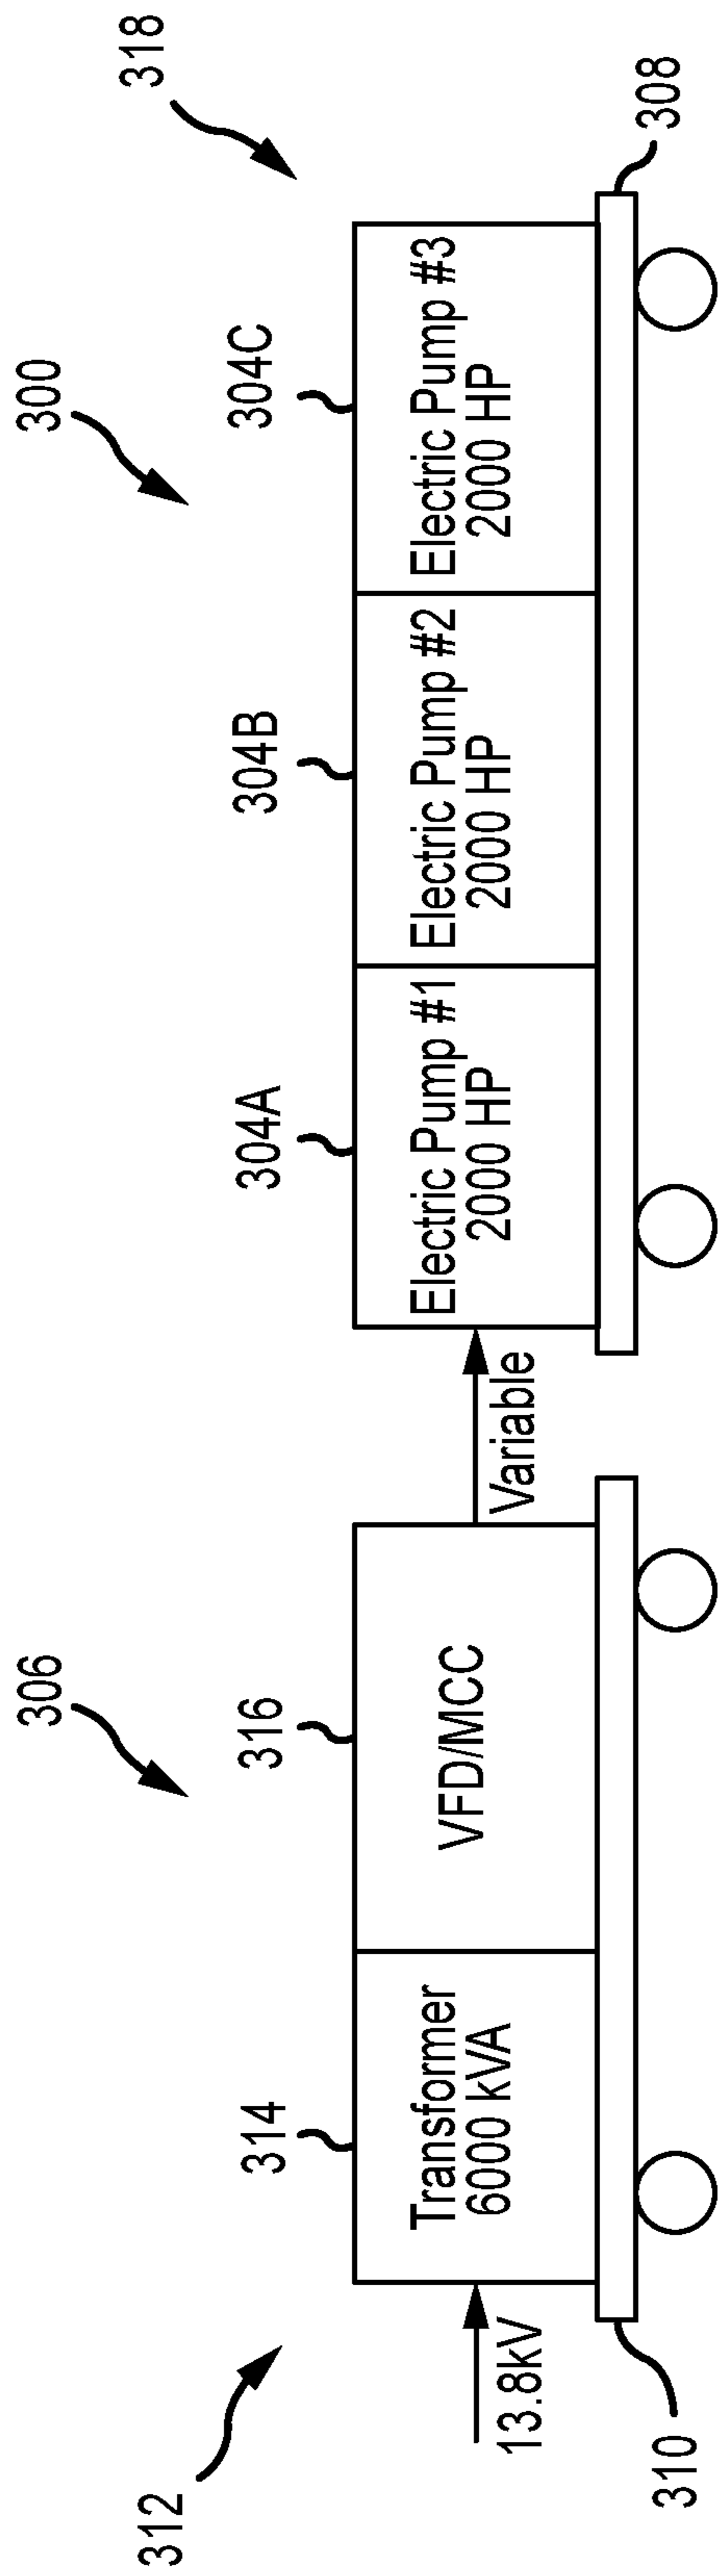 312
306
300
318
314
316
304A
304B
304C
13.8kV
Transformer
6000 kVA
VFD/MCC
Variable
Electric Pump #1
2000 HP
Electric Pump #2
2000 HP
Electric Pump #3
2000 HP
310
308